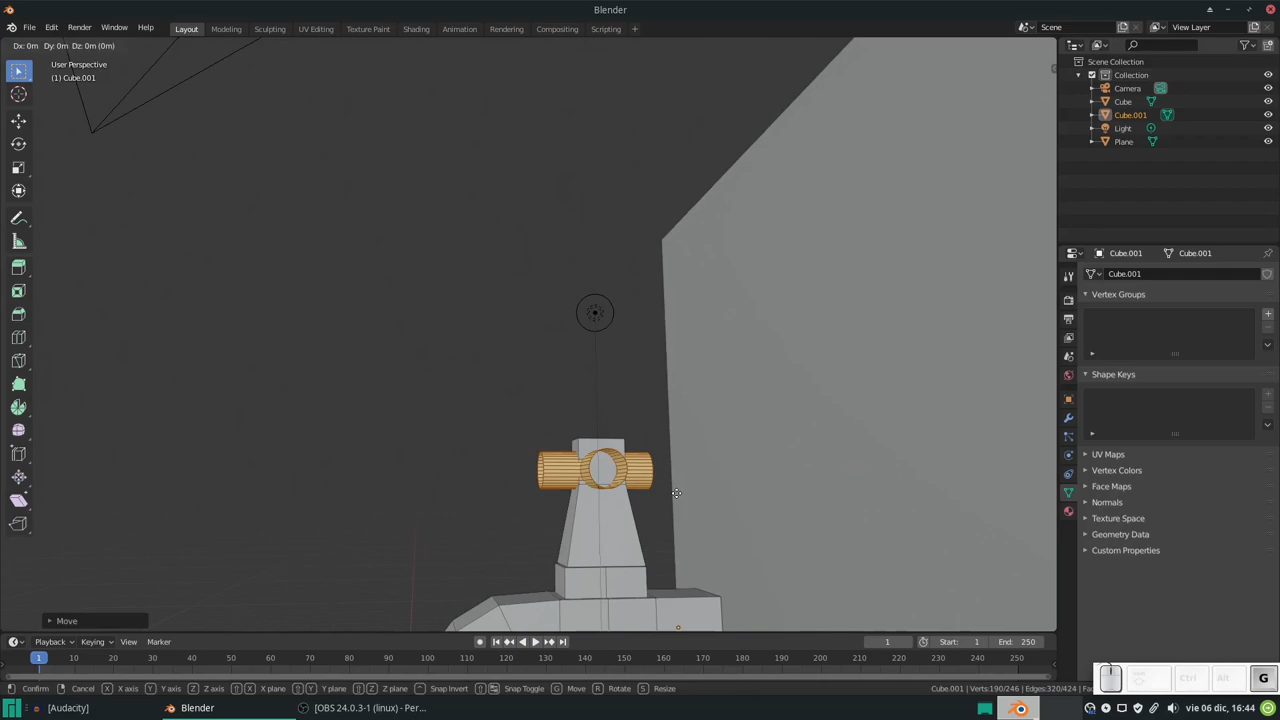 Blender
File Edit Render Window Help
Layout Modeling Sculpting UV Editing Texture Paint Shading Animation Rendering Compositing Scripting +
Scene
View Layer
Dx: 0m Dy: 0m Dz: 0m (0m)
User Perspective
(1) Cube.001
Scene Collection
Collection
Camera
Cube
Cube.001
Light
Plane
Cube.001
Cube.001
Cube.001
Vertex Groups
Shape Keys
UV Maps
Vertex Colors
Face Maps
Normals
Texture Space
Geometry Data
Custom Properties
Move
Playback Keying View Marker
1
Start: 1
End: 250
1 10 20 30 40 50 60 70 80 90 100 110 120 130 140 150 160 170 180 190 200 210 220 230 240 250
Confirm Cancel X X axis Y Y axis Z Z axis X X plane Y Y plane Z Z plane Snap Invert Snap Toggle G Move R Rotate S Resize
Cube.001 | Verts:190/246 | Edges:320/424 | Fac
Ctrl Alt G
[Audacity]
Blender
[OBS 24.0.3-1 (linux) - Per...
vie 06 dic, 16:44